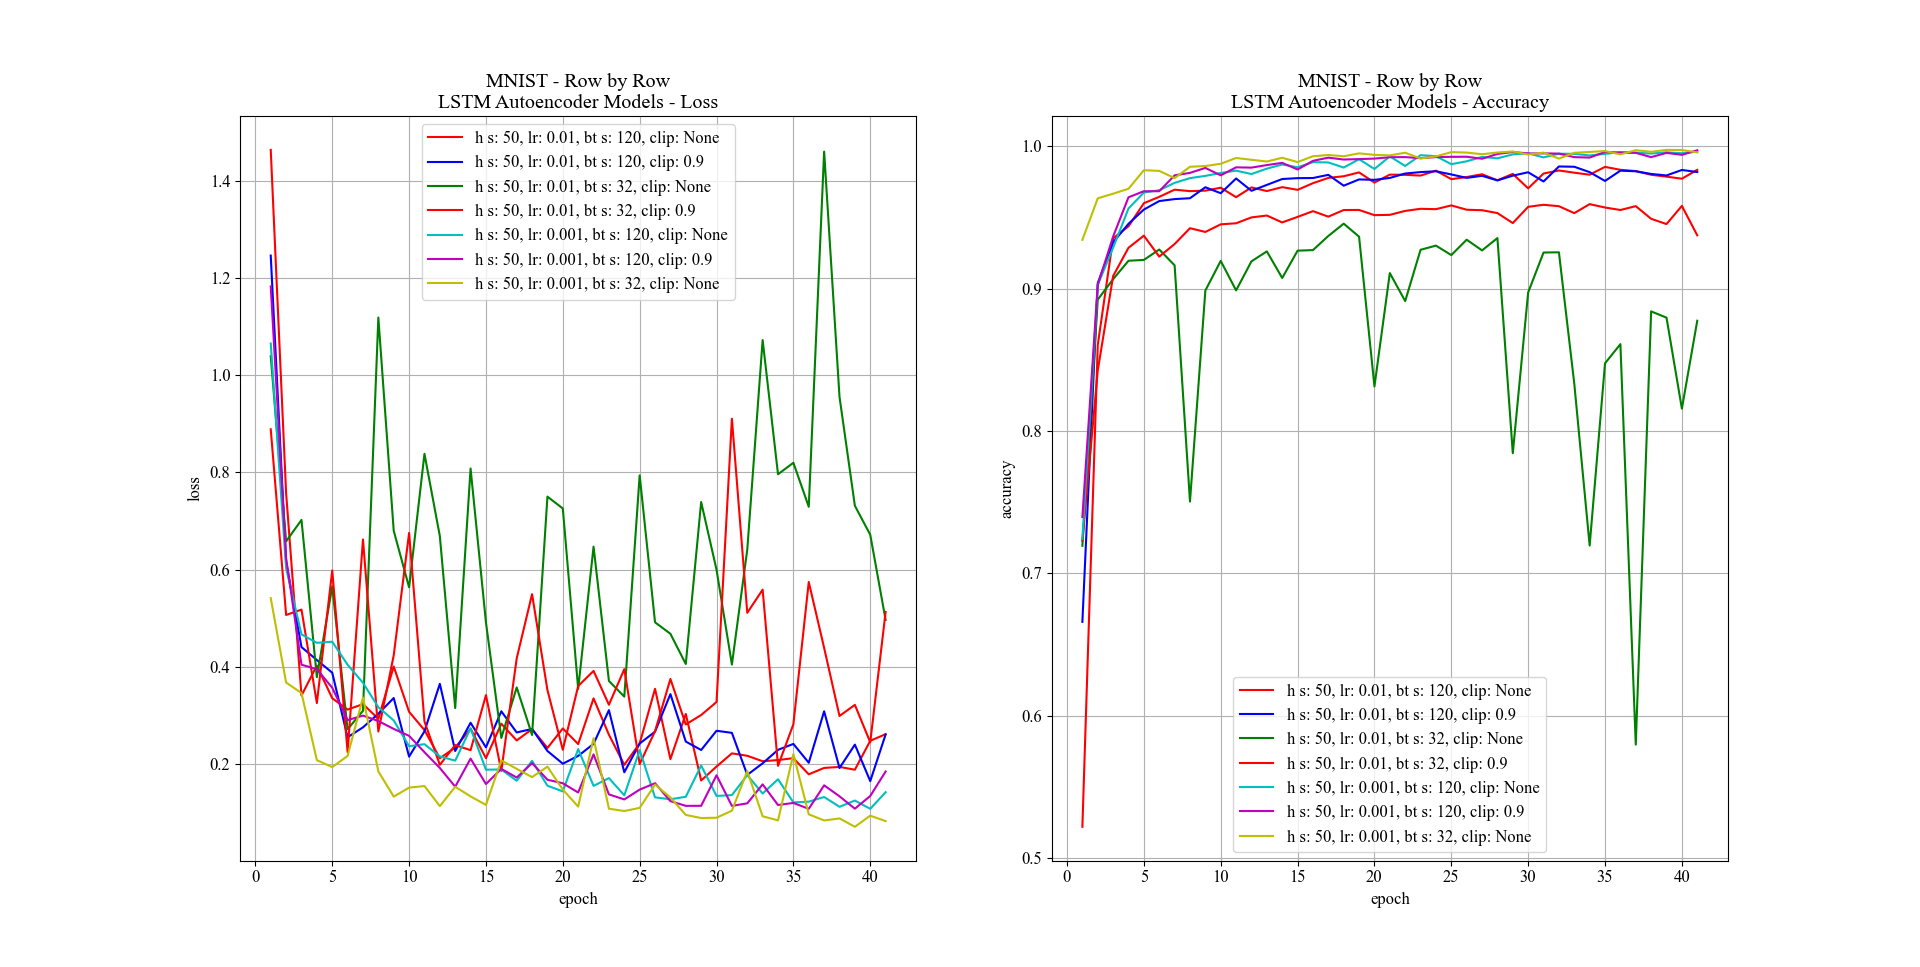 MNIST - Row by Row
LSTM Autoencoder Models - Loss
h s: 50, lr: 0.01, bt s: 120, clip: None
h s: 50, lr: 0.01, bt s: 120, clip: 0.9
h s: 50, lr: 0.01, bt s: 32, clip: None
h s: 50, lr: 0.01, bt s: 32, clip: 0.9
h s: 50, lr: 0.001, bt s: 120, clip: None
h s: 50, lr: 0.001, bt s: 120, clip: 0.9
h s: 50, lr: 0.001, bt s: 32, clip: None
1.4
1.2
1.0
0.8
0.6
0.4
0.2
loss
0 5 10 15 20 25 30 35 40
epoch
MNIST - Row by Row
LSTM Autoencoder Models - Accuracy
1.0
0.9
0.8
0.7
0.6
0.5
accuracy
h s: 50, lr: 0.01, bt s: 120, clip: None
h s: 50, lr: 0.01, bt s: 120, clip: 0.9
h s: 50, lr: 0.01, bt s: 32, clip: None
h s: 50, lr: 0.01, bt s: 32, clip: 0.9
h s: 50, lr: 0.001, bt s: 120, clip: None
h s: 50, lr: 0.001, bt s: 120, clip: 0.9
h s: 50, lr: 0.001, bt s: 32, clip: None
0 5 10 15 20 25 30 35 40
epoch